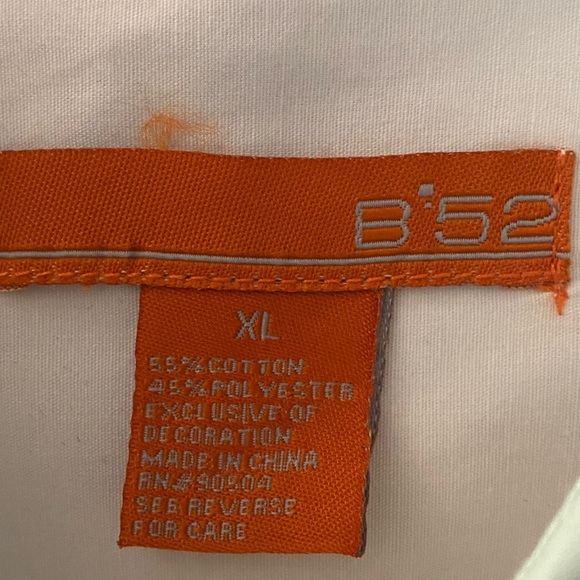 B:52
XL
55%COTTON
45%POLYESTER
EXCLUSIVE OF
DECORATION
MADE IN CHINA
RN#90504
SEE REVERSE
FOR CARE